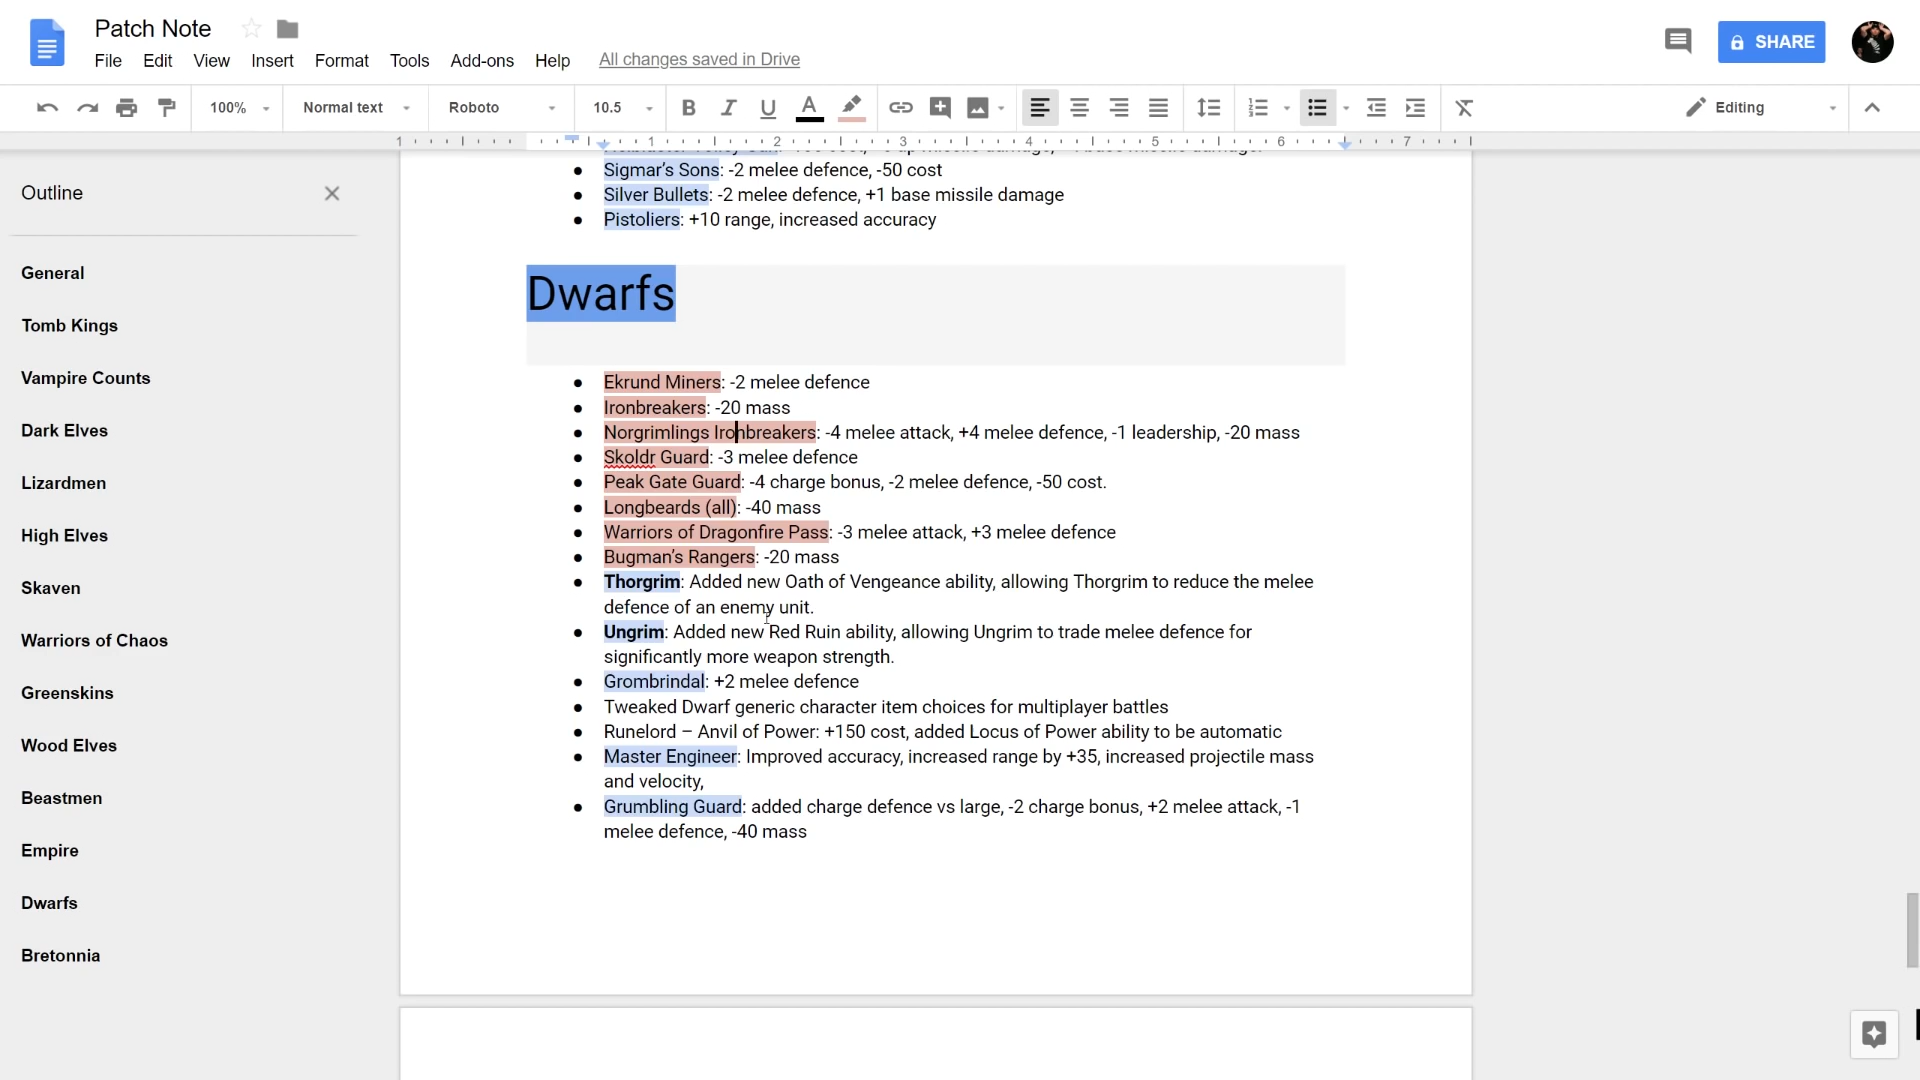 Patch Note
File Edit View Insert Format Tools Add-ons Help All changes saved in Drive
SHARE
100% Normal text Roboto 10.5 B I U A Editing
1 1 2 3 4 5 6 7
Outline
General
Tomb Kings
Vampire Counts
Dark Elves
Lizardmen
High Elves
Skaven
Warriors of Chaos
Greenskins
Wood Elves
Beastmen
Empire
Dwarfs
Bretonnia
Sigmar's Sons: -2 melee defence, -50 cost
Silver Bullets: -2 melee defence, +1 base missile damage
Pistoliers: +10 range, increased accuracy
Dwarfs
Ekrund Miners: -2 melee defence
Ironbreakers: -20 mass
Norgrimlings Ironbreakers: -4 melee attack, +4 melee defence, -1 leadership, -20 mass
Skoldr Guard: -3 melee defence
Peak Gate Guard: -4 charge bonus, -2 melee defence, -50 cost.
Longbeards (all): -40 mass
Warriors of Dragonfire Pass: -3 melee attack, +3 melee defence
Bugman's Rangers: -20 mass
Thorgrim: Added new Oath of Vengeance ability, allowing Thorgrim to reduce the melee
defence of an enemy unit.
Ungrim: Added new Red Ruin ability, allowing Ungrim to trade melee defence for
significantly more weapon strength.
Grombrindal: +2 melee defence
Tweaked Dwarf generic character item choices for multiplayer battles
Runelord – Anvil of Power: +150 cost, added Locus of Power ability to be automatic
Master Engineer: Improved accuracy, increased range by +35, increased projectile mass
and velocity,
Grumbling Guard: added charge defence vs large, -2 charge bonus, +2 melee attack, -1
melee defence, -40 mass